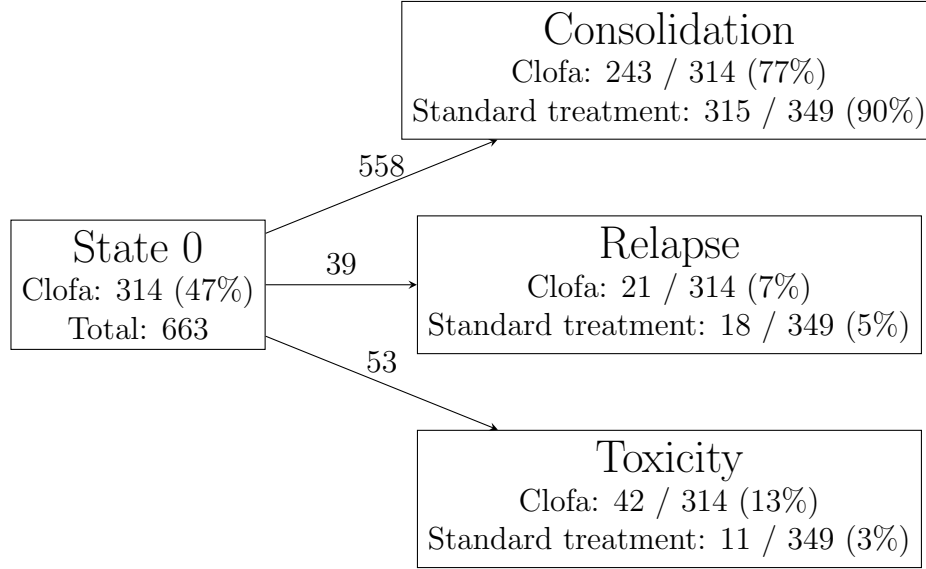 Consolidation
Clofa: 243 / 314 (77%)
Standard treatment: 315 / 349 (90%)
558
State 0
Clofa: 314 (47%)
Total: 663
39
Relapse
Clofa: 21 / 314 (7%)
Standard treatment: 18 / 349 (5%)
53
Toxicity
Clofa: 42 / 314 (13%)
Standard treatment: 11 / 349 (3%)